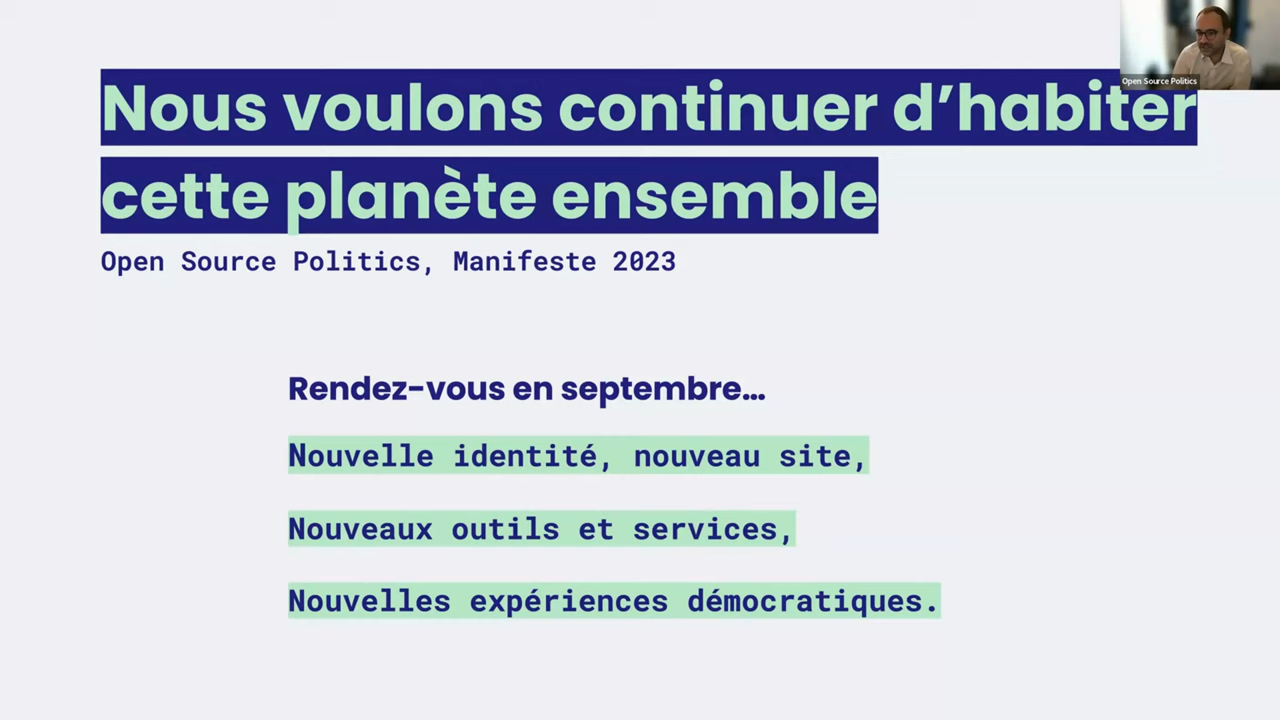 Open Source Politics
Nous voulons continuer d’habiter
cette planète ensemble
Open Source Politics, Manifeste 2023
Rendez-vous en septembre…
Nouvelle identité, nouveau site,
Nouveaux outils et services,
Nouvelles expériences démocratiques.